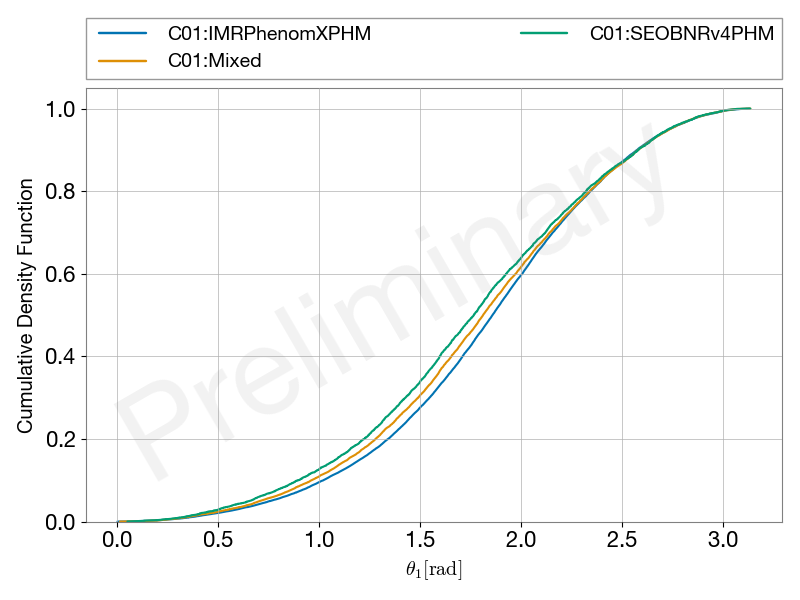 C01:IMRPhenomXPHM
C01:Mixed
C01:SEOBNRv4PHM
Preliminary
Cumulative Density Function
1.0
0.8
0.6
0.4
0.2
0.0
0.0 0.5 1.0 1.5 2.0 2.5 3.0
θ₁[rad]